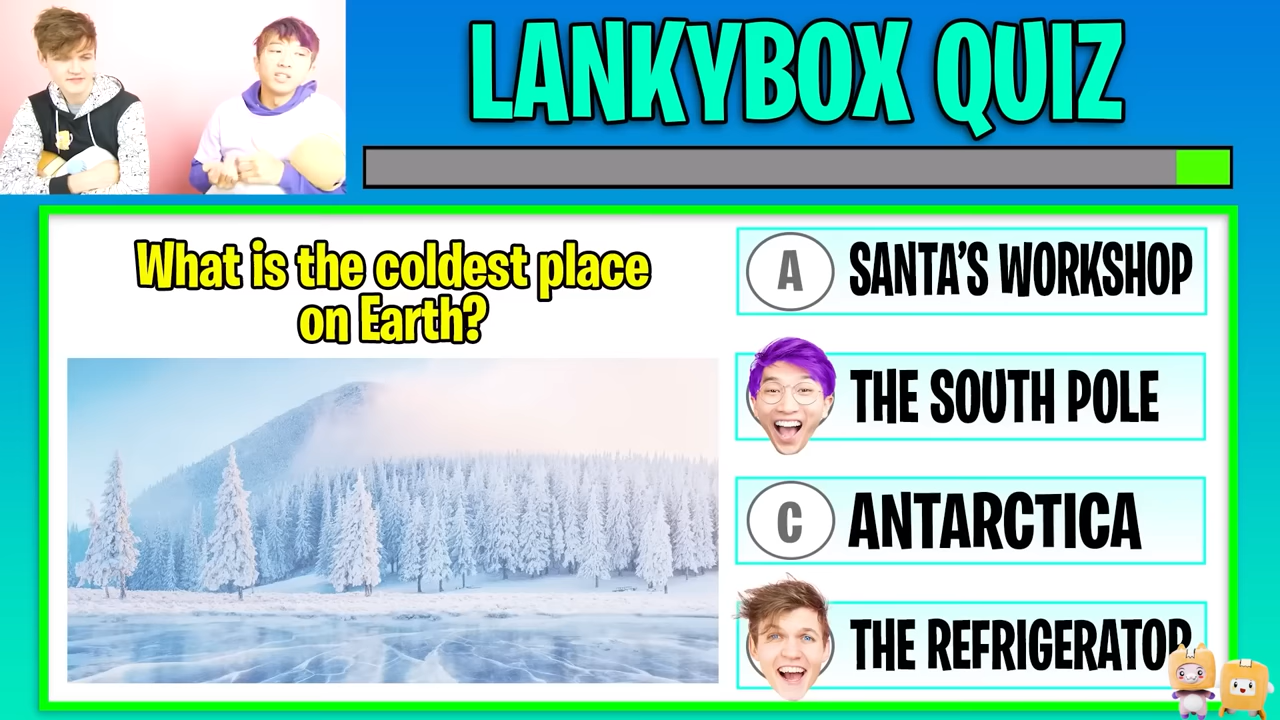 LANKYBOX QUIZ
What is the coldest place
on Earth?
A SANTA'S WORKSHOP
THE SOUTH POLE
C ANTARCTICA
THE REFRIGERATOR